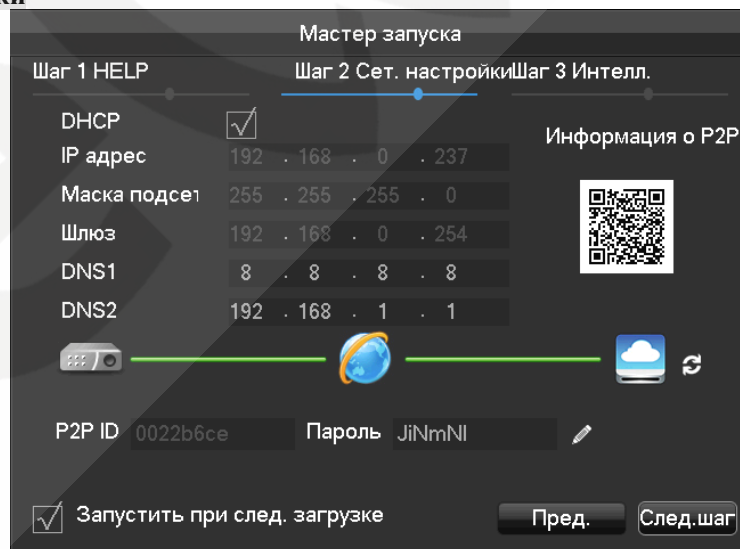 ки
Мастер запуска
Шаг 1 HELP Шаг 2 Сет. настройки Шаг 3 Интелл.
DHCP
Информация о P2P
IP адрес 192 . 168 . 0 . 237
Маска подсет 255 . 255 . 255 . 0
Шлюз 192 . 168 . 0 . 254
DNS1 8 . 8 . 8 . 8
DNS2 192 . 168 . 1 . 1
P2P ID 0022b6ce Пароль JiNmNI
Запустить при след. загрузке Пред. След.шаг